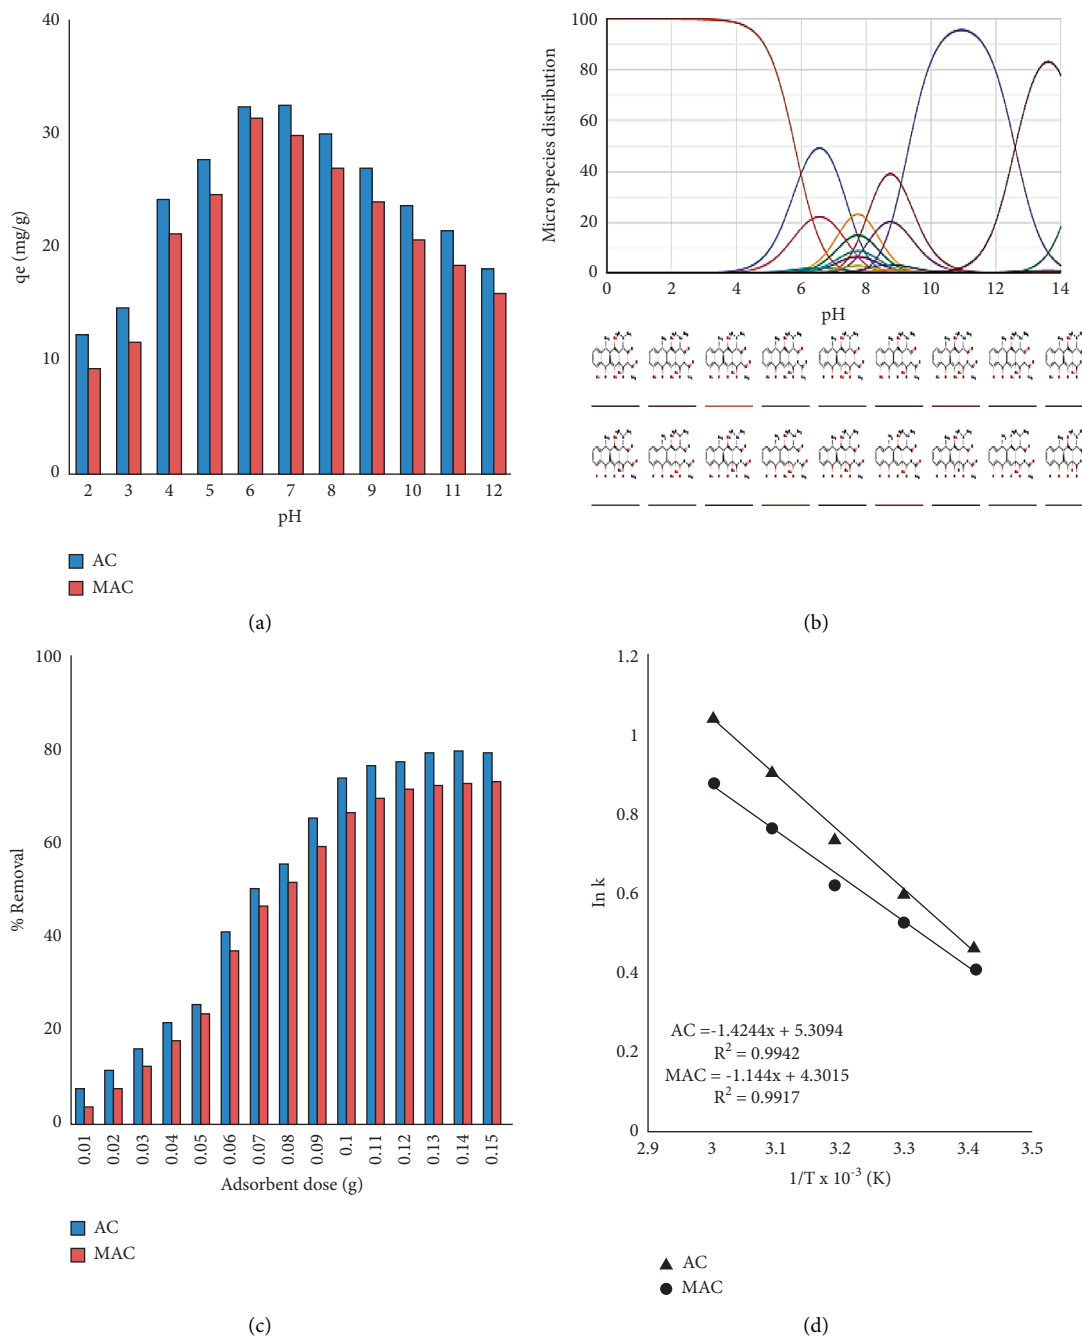 40
30
20
10
0
qe (mg/g)
2 3 4 5 6 7 8 9 10 11 12
pH
AC
MAC
(a)
100
80
60
40
20
0
Micro species distribution
0 2 4 6 8 10 12 14
pH
(b)
100
80
60
40
20
0
% Removal
0.01 0.02 0.03 0.04 0.05 0.06 0.07 0.08 0.09 0.1 0.11 0.12 0.13 0.14 0.15
Adsorbent dose (g)
AC
MAC
(c)
1.2
1
0.8
0.6
0.4
0.2
0
In k
AC =-1.4244x + 5.3094
R² = 0.9942
MAC = -1.144x + 4.3015
R² = 0.9917
2.9 3 3.1 3.2 3.3 3.4 3.5
1/T x 10⁻³ (K)
AC
MAC
(d)